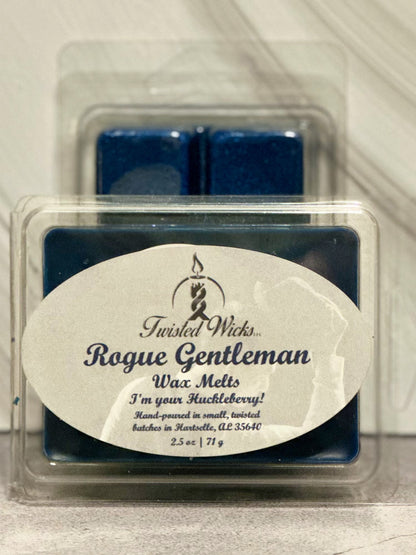 Twisted Wicks LLC
Rogue Gentleman
Wax Melts
I'm your Huckleberry!
Hand-poured in small, twisted
batches in Hartselle, AL 35640
2.5 oz | 71 g